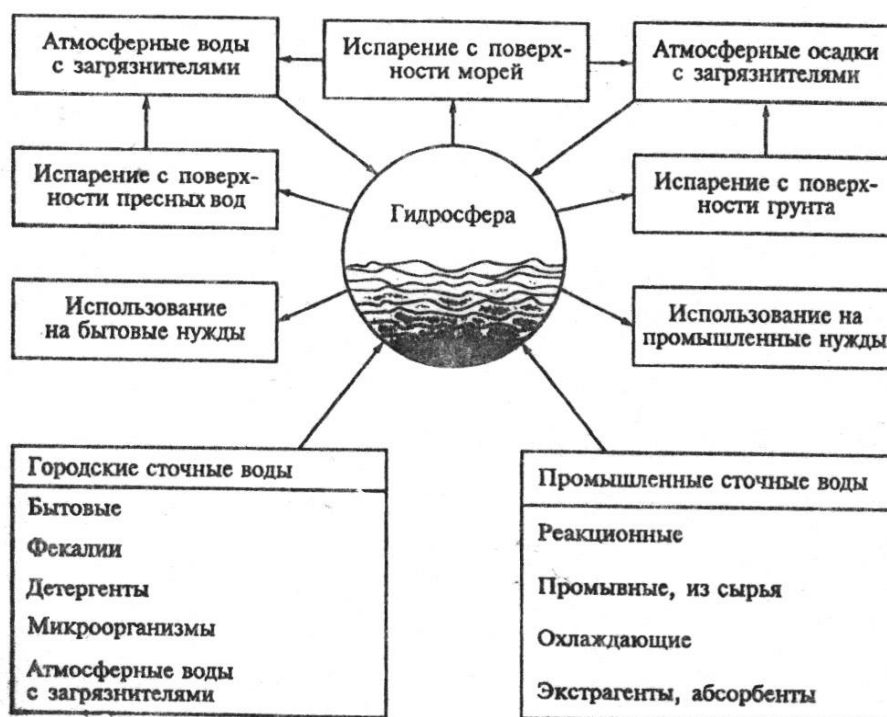 Атмосферные воды
с загрязнителями
Испарение с поверх-
ности морей
Атмосферные осадки
с загрязнителями
Испарение с поверх-
ности пресных вод
Гидросфера
Испарение с поверх-
ности грунта
Использование
на бытовые нужды
Использование на
промышленные нужды
Городские сточные воды
Бытовые
Фекалии
Детергенты
Микроорганизмы
Атмосферные воды
с загрязнителями
Промышленные сточные воды
Реакционные
Промывные, из сырья
Охлаждающие
Экстрагенты, абсорбенты